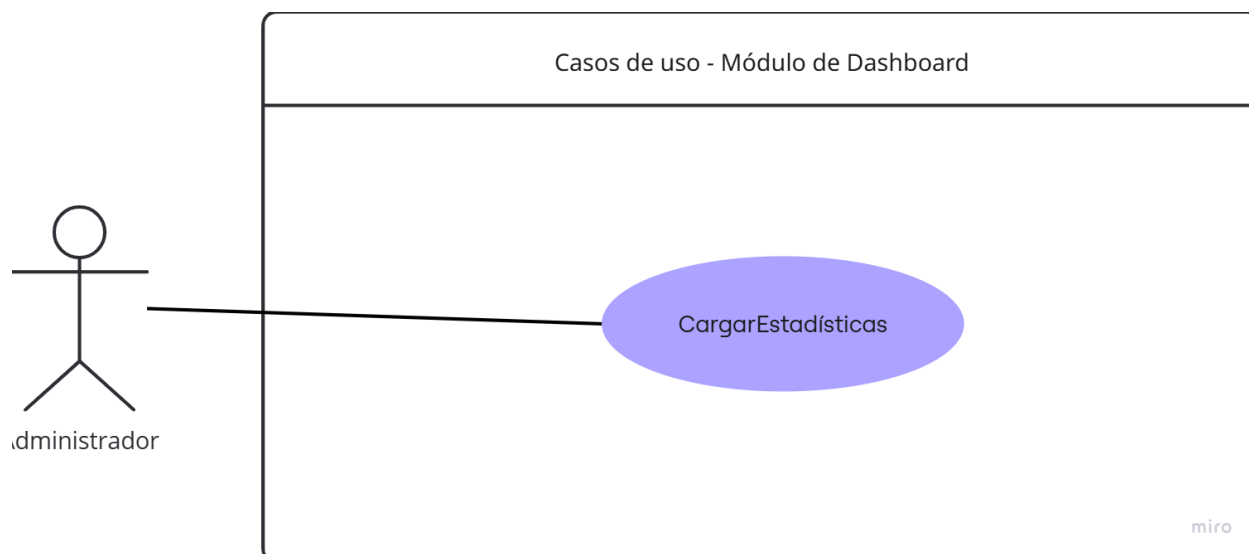 Casos de uso - Módulo de Dashboard
CargarEstadísticas
dministrador
miro